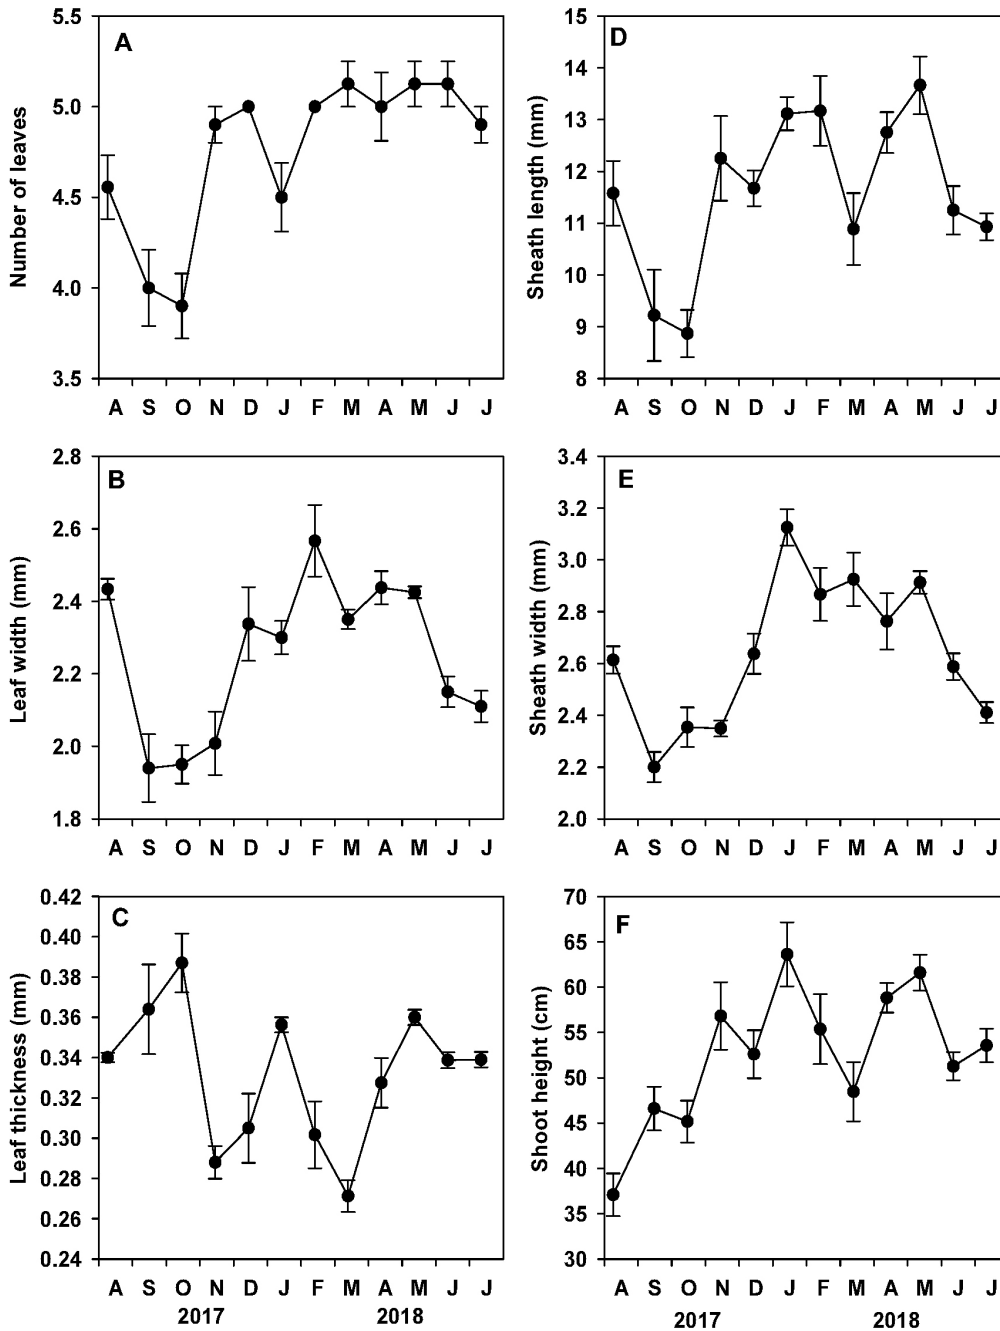 A
Number of leaves
5.5
5.0
4.5
4.0
3.5
A S O N D J F M A M J J
D
Sheath length (mm)
15
14
13
12
11
10
9
8
A S O N D J F M A M J J
B
Leaf width (mm)
2.8
2.6
2.4
2.2
2.0
1.8
A S O N D J F M A M J J
E
Sheath width (mm)
3.4
3.2
3.0
2.8
2.6
2.4
2.2
2.0
A S O N D J F M A M J J
C
Leaf thickness (mm)
0.42
0.40
0.38
0.36
0.34
0.32
0.30
0.28
0.26
0.24
A S O N D J F M A M J J
2017 2018
F
Shoot height (cm)
70
65
60
55
50
45
40
35
30
A S O N D J F M A M J J
2017 2018